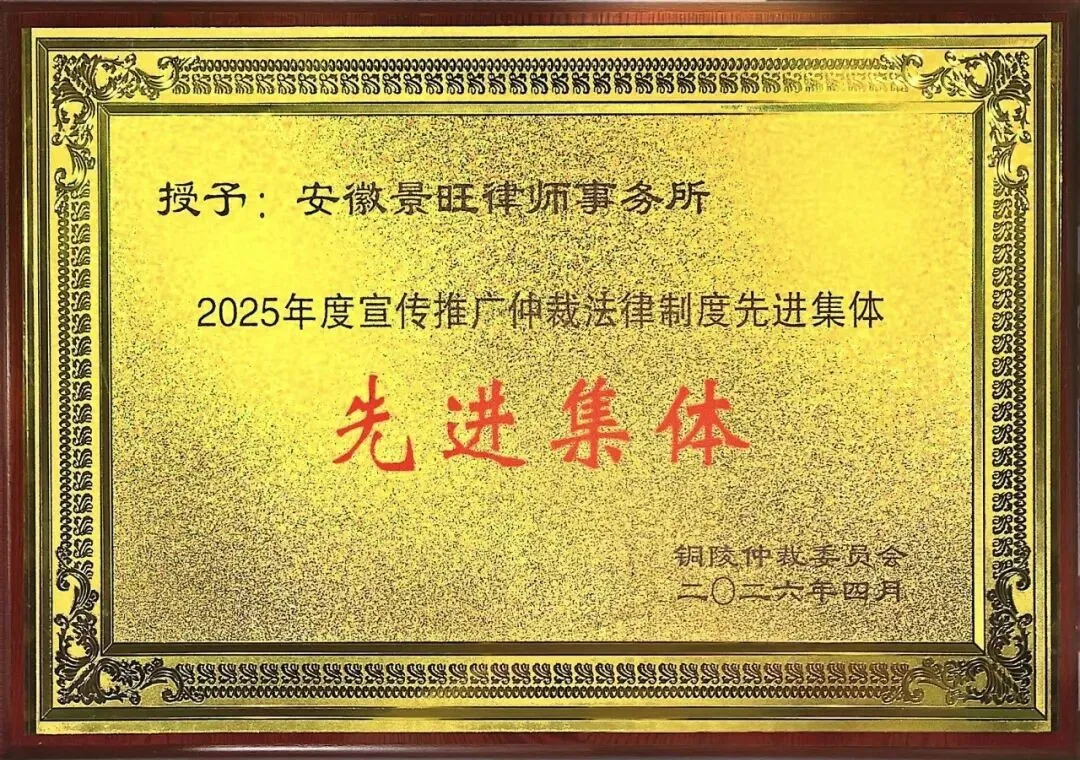 授予：安徽景旺律师事务所
2025年度宣传推广仲裁法律制度先进集体
先进集体
铜陵仲裁委员会
二〇二六年四月